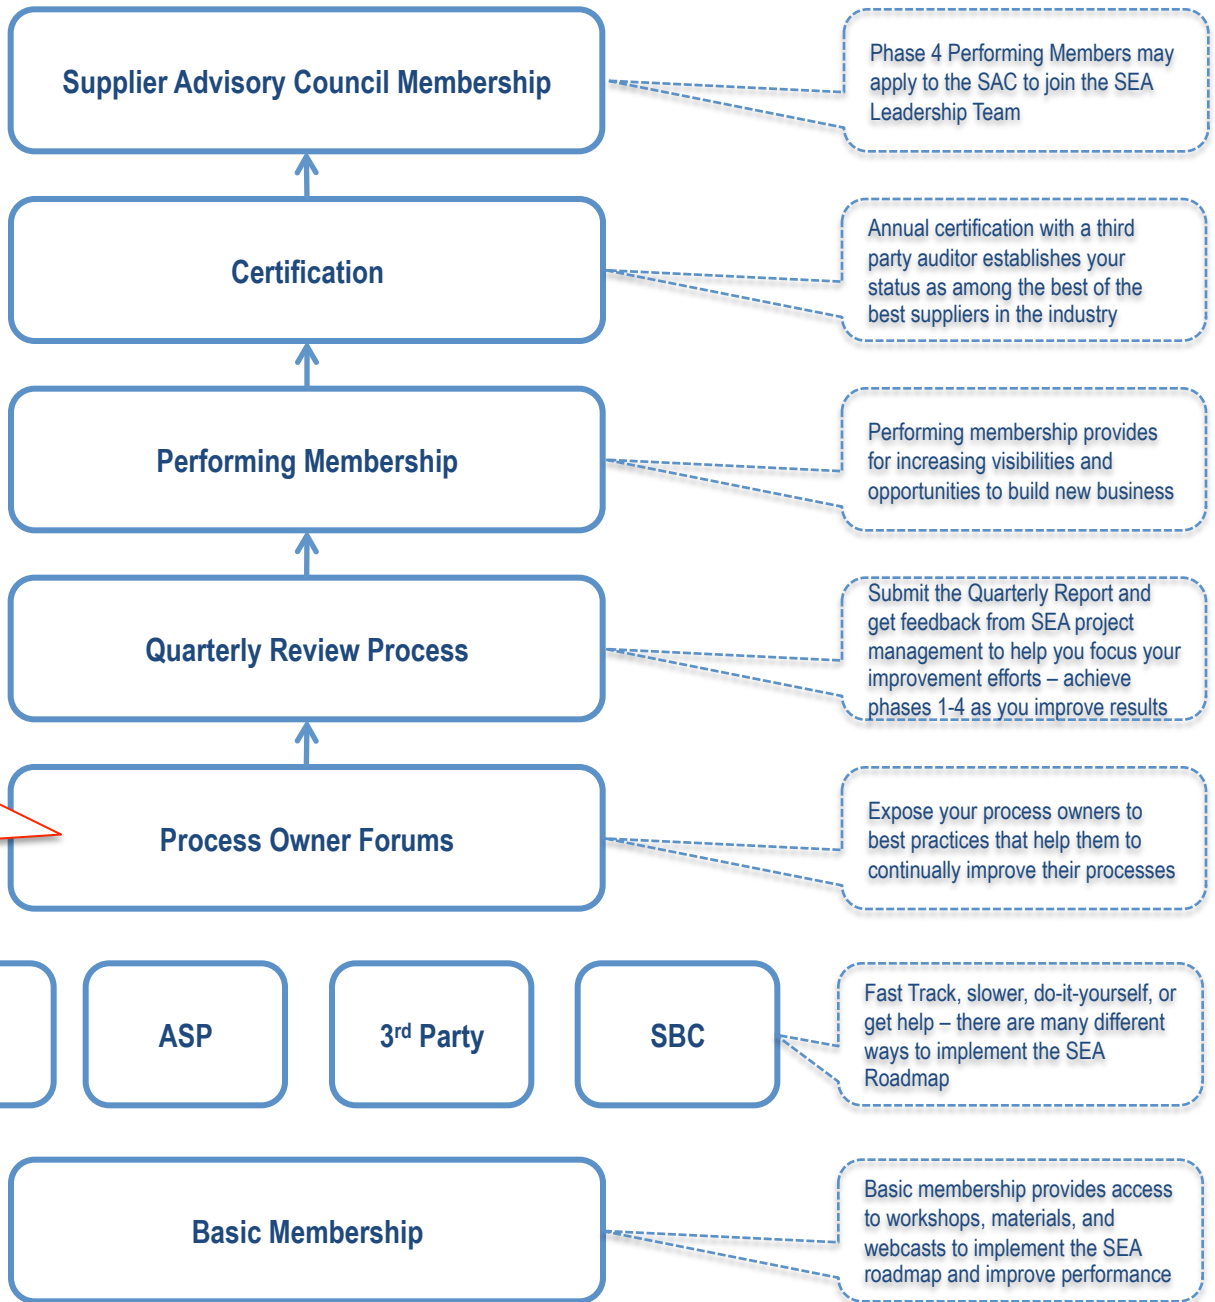 Supplier Advisory Council Membership
Phase 4 Performing Members may
apply to the SAC to join the SEA
Leadership Team
Certification
Annual certification with a third
party auditor establishes your
status as among the best of the
best suppliers in the industry
Performing Membership
Performing membership provides
for increasing visibilities and
opportunities to build new business
Quarterly Review Process
Submit the Quarterly Report and
get feedback from SEA project
management to help you focus your
improvement efforts – achieve
phases 1-4 as you improve results
Process Owner Forums
Expose your process owners to
best practices that help them to
continually improve their processes
ASP
3rd Party
SBC
Fast Track, slower, do-it-yourself, or
get help – there are many different
ways to implement the SEA
Roadmap
Basic Membership
Basic membership provides access
to workshops, materials, and
webcasts to implement the SEA
roadmap and improve performance